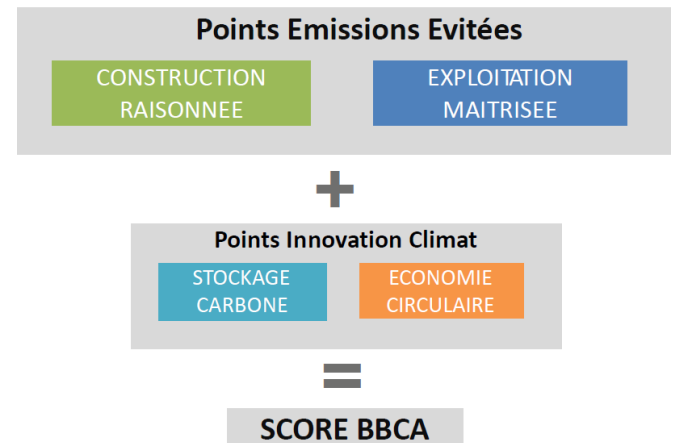 Points Emissions Evitées
CONSTRUCTION
RAISONNEE
EXPLOITATION
MAITRISEE
+
Points Innovation Climat
STOCKAGE
CARBONE
ECONOMIE
CIRCULAIRE
=
SCORE BBCA